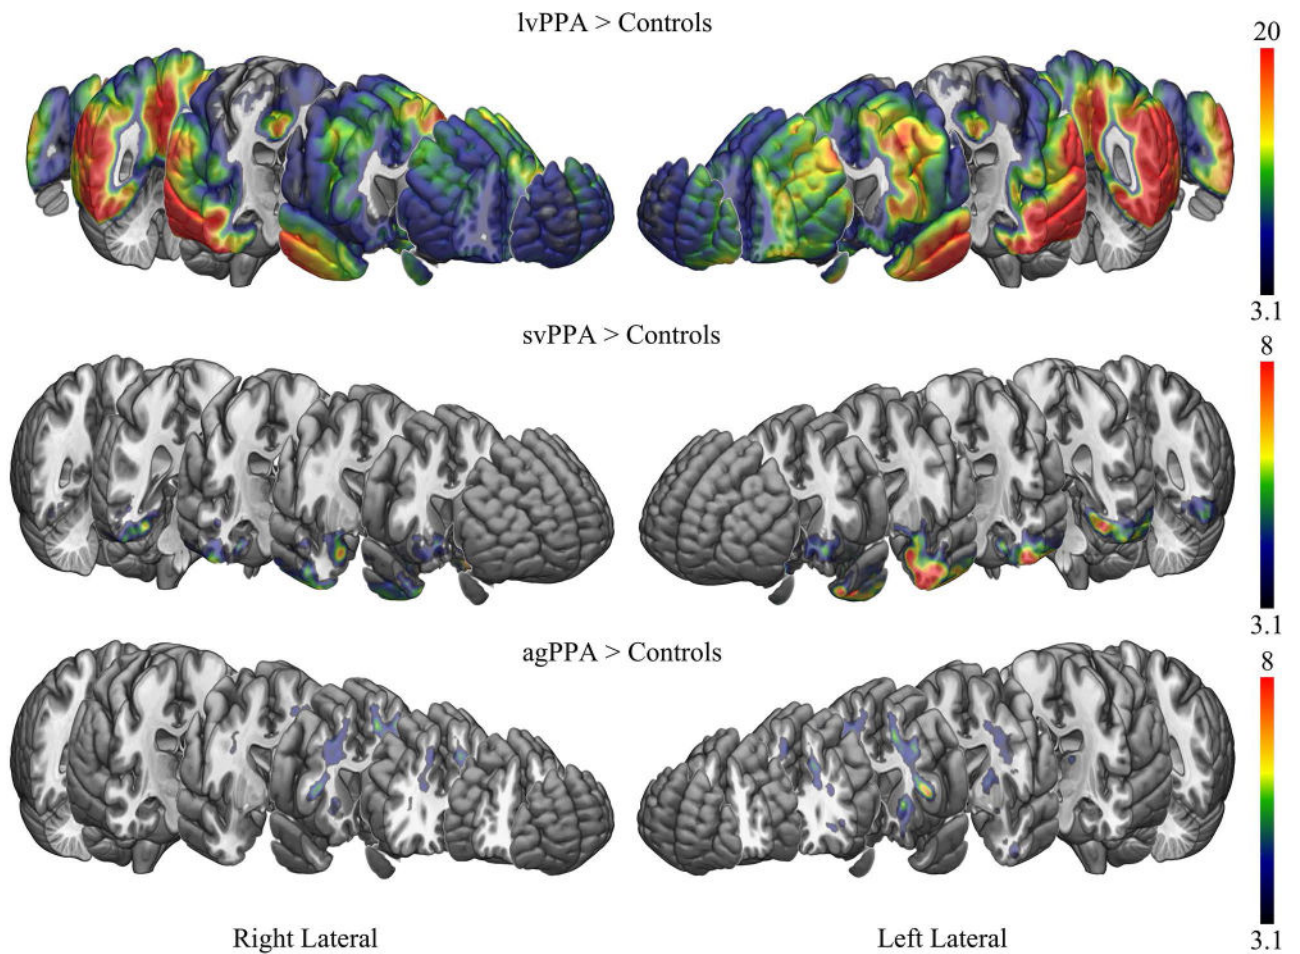 lvPPA > Controls
20
3.1
svPPA > Controls
8
3.1
agPPA > Controls
8
3.1
Right Lateral
Left Lateral